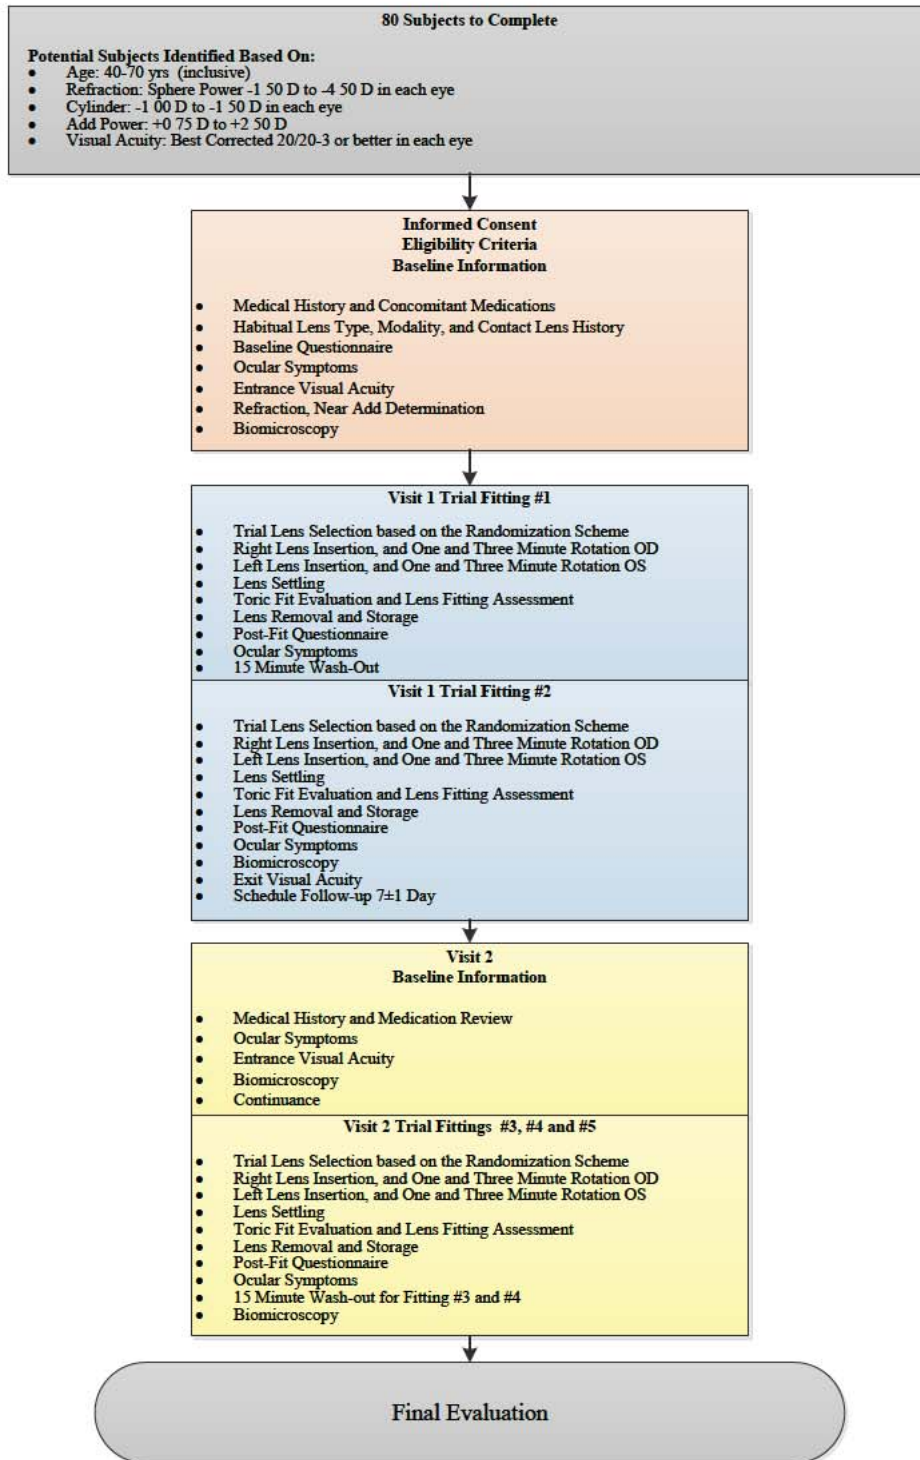 80 Subjects to Complete
Potential Subjects Identified Based On:
• Age: 40-70 yrs (inclusive)
• Refraction: Sphere Power -1 50 D to -4 50 D in each eye
• Cylinder: -1 00 D to -1 50 D in each eye
• Add Power: +0 75 D to +2 50 D
• Visual Acuity: Best Corrected 20/20-3 or better in each eye
Informed Consent
Eligibility Criteria
Baseline Information
• Medical History and Concomitant Medications
• Habitual Lens Type, Modality, and Contact Lens History
• Baseline Questionnaire
• Ocular Symptoms
• Entrance Visual Acuity
• Refraction, Near Add Determination
• Biomicroscopy
Visit 1 Trial Fitting #1
• Trial Lens Selection based on the Randomization Scheme
• Right Lens Insertion, and One and Three Minute Rotation OD
• Left Lens Insertion, and One and Three Minute Rotation OS
• Lens Settling
• Toric Fit Evaluation and Lens Fitting Assessment
• Lens Removal and Storage
• Post-Fit Questionnaire
• Ocular Symptoms
• 15 Minute Wash-Out
Visit 1 Trial Fitting #2
• Trial Lens Selection based on the Randomization Scheme
• Right Lens Insertion, and One and Three Minute Rotation OD
• Left Lens Insertion, and One and Three Minute Rotation OS
• Lens Settling
• Toric Fit Evaluation and Lens Fitting Assessment
• Lens Removal and Storage
• Post-Fit Questionnaire
• Ocular Symptoms
• Biomicroscopy
• Exit Visual Acuity
• Schedule Follow-up 7±1 Day
Visit 2
Baseline Information
• Medical History and Medication Review
• Ocular Symptoms
• Entrance Visual Acuity
• Biomicroscopy
• Continuance
Visit 2 Trial Fittings #3, #4 and #5
• Trial Lens Selection based on the Randomization Scheme
• Right Lens Insertion, and One and Three Minute Rotation OD
• Left Lens Insertion, and One and Three Minute Rotation OS
• Lens Settling
• Toric Fit Evaluation and Lens Fitting Assessment
• Lens Removal and Storage
• Post-Fit Questionnaire
• Ocular Symptoms
• 15 Minute Wash-out for Fitting #3 and #4
• Biomicroscopy
Final Evaluation